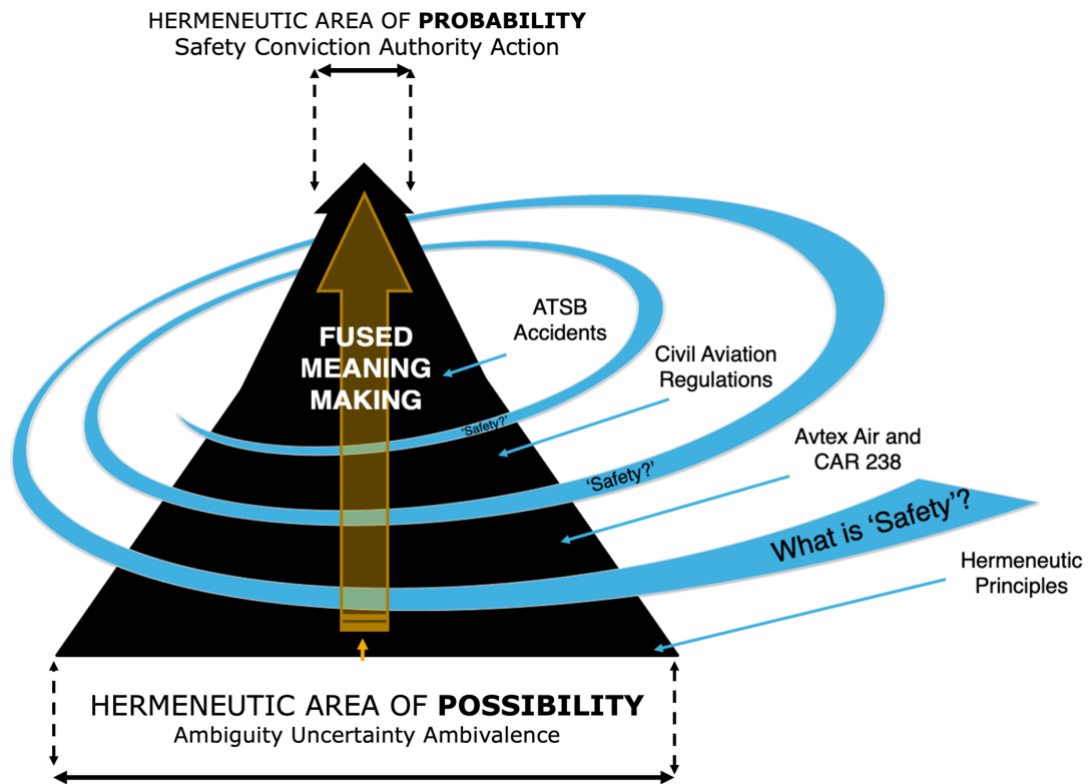 HERMENEUTIC AREA OF PROBABILITY
Safety Conviction Authority Action
ATSB
Accidents
FUSED
MEANING
MAKING
Civil Aviation
Regulations
'Safety?'
Avtex Air and
CAR 238
'Safety?'
What is 'Safety'?
Hermeneutic
Principles
HERMENEUTIC AREA OF POSSIBILITY
Ambiguity Uncertainty Ambivalence